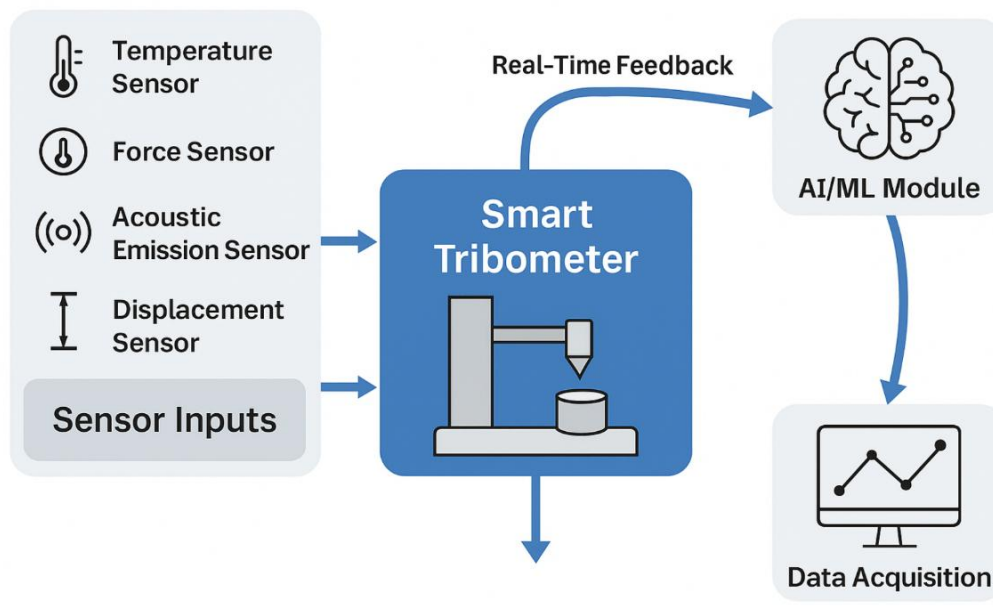 Temperature
Sensor
Force Sensor
Acoustic
Emission Sensor
Displacement
Sensor
Sensor Inputs
Real-Time Feedback
Smart
Tribometer
AI/ML Module
Data Acquisition